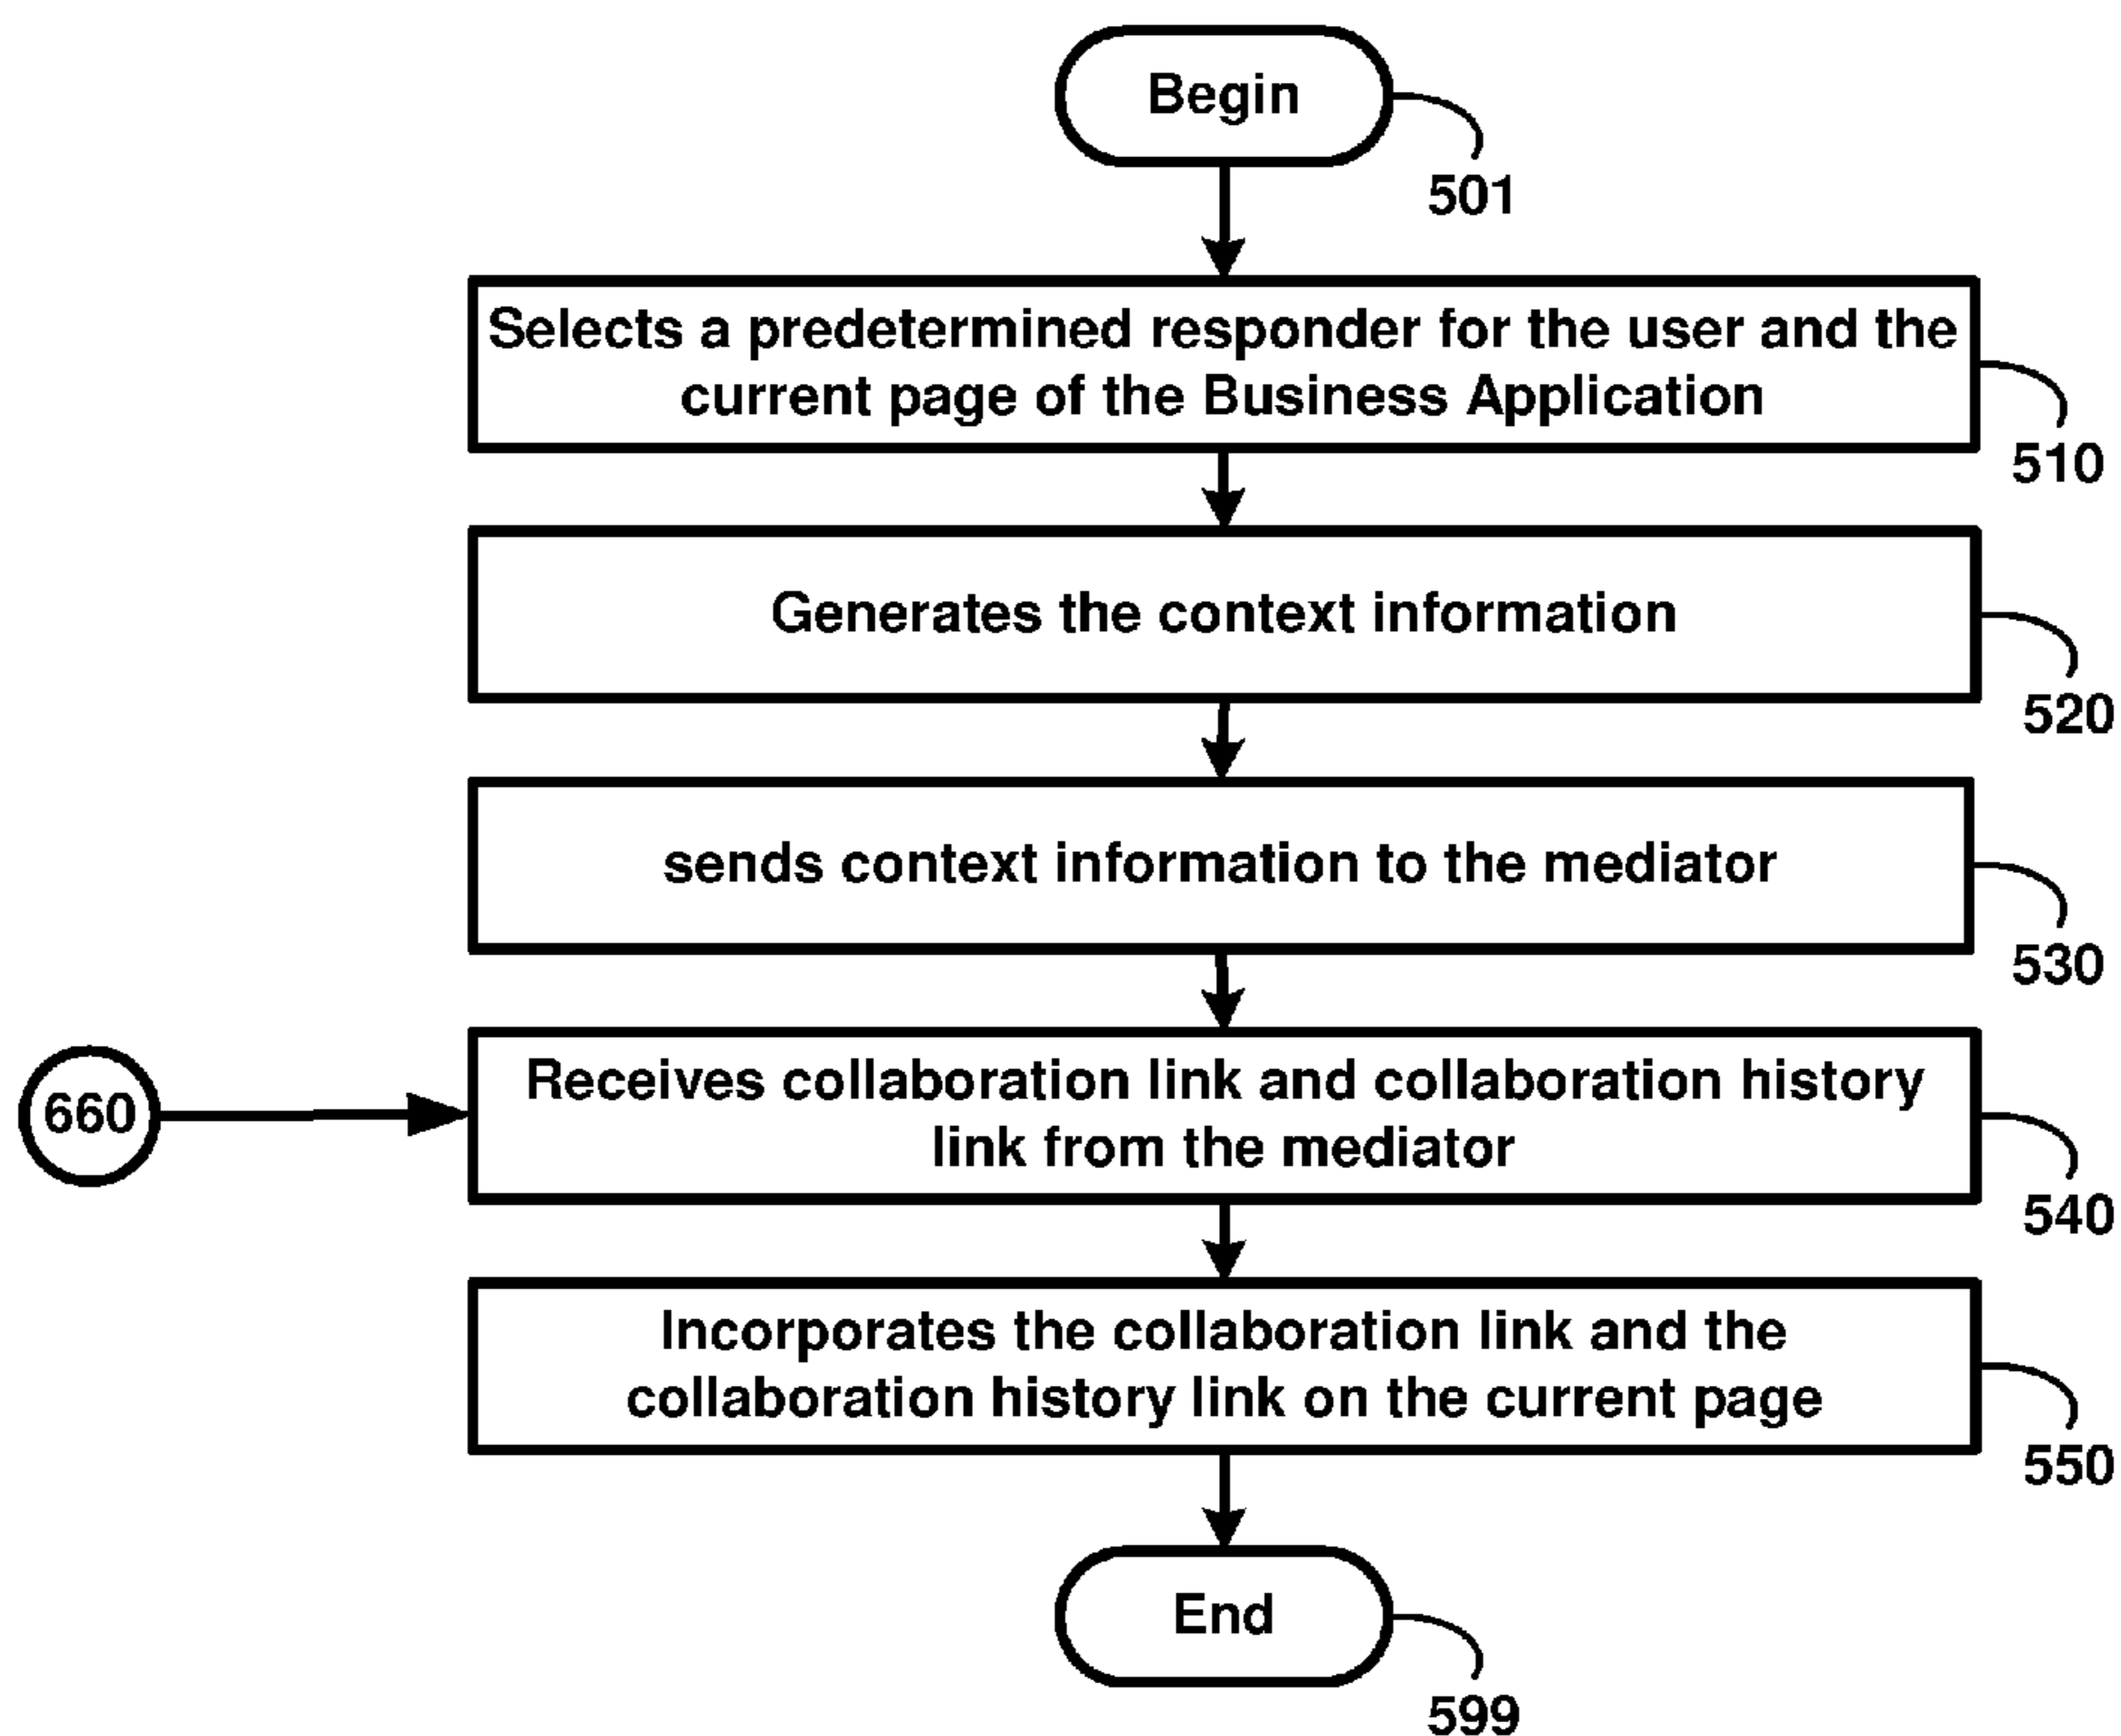 Begin
501
Selects a predetermined responder for the user and the
current page of the Business Application
510
Generates the context information
520
sends context information to the mediator
530
660
Receives collaboration link and collaboration history
link from the mediator
540
Incorporates the collaboration link and the
collaboration history link on the current page
550
End
599